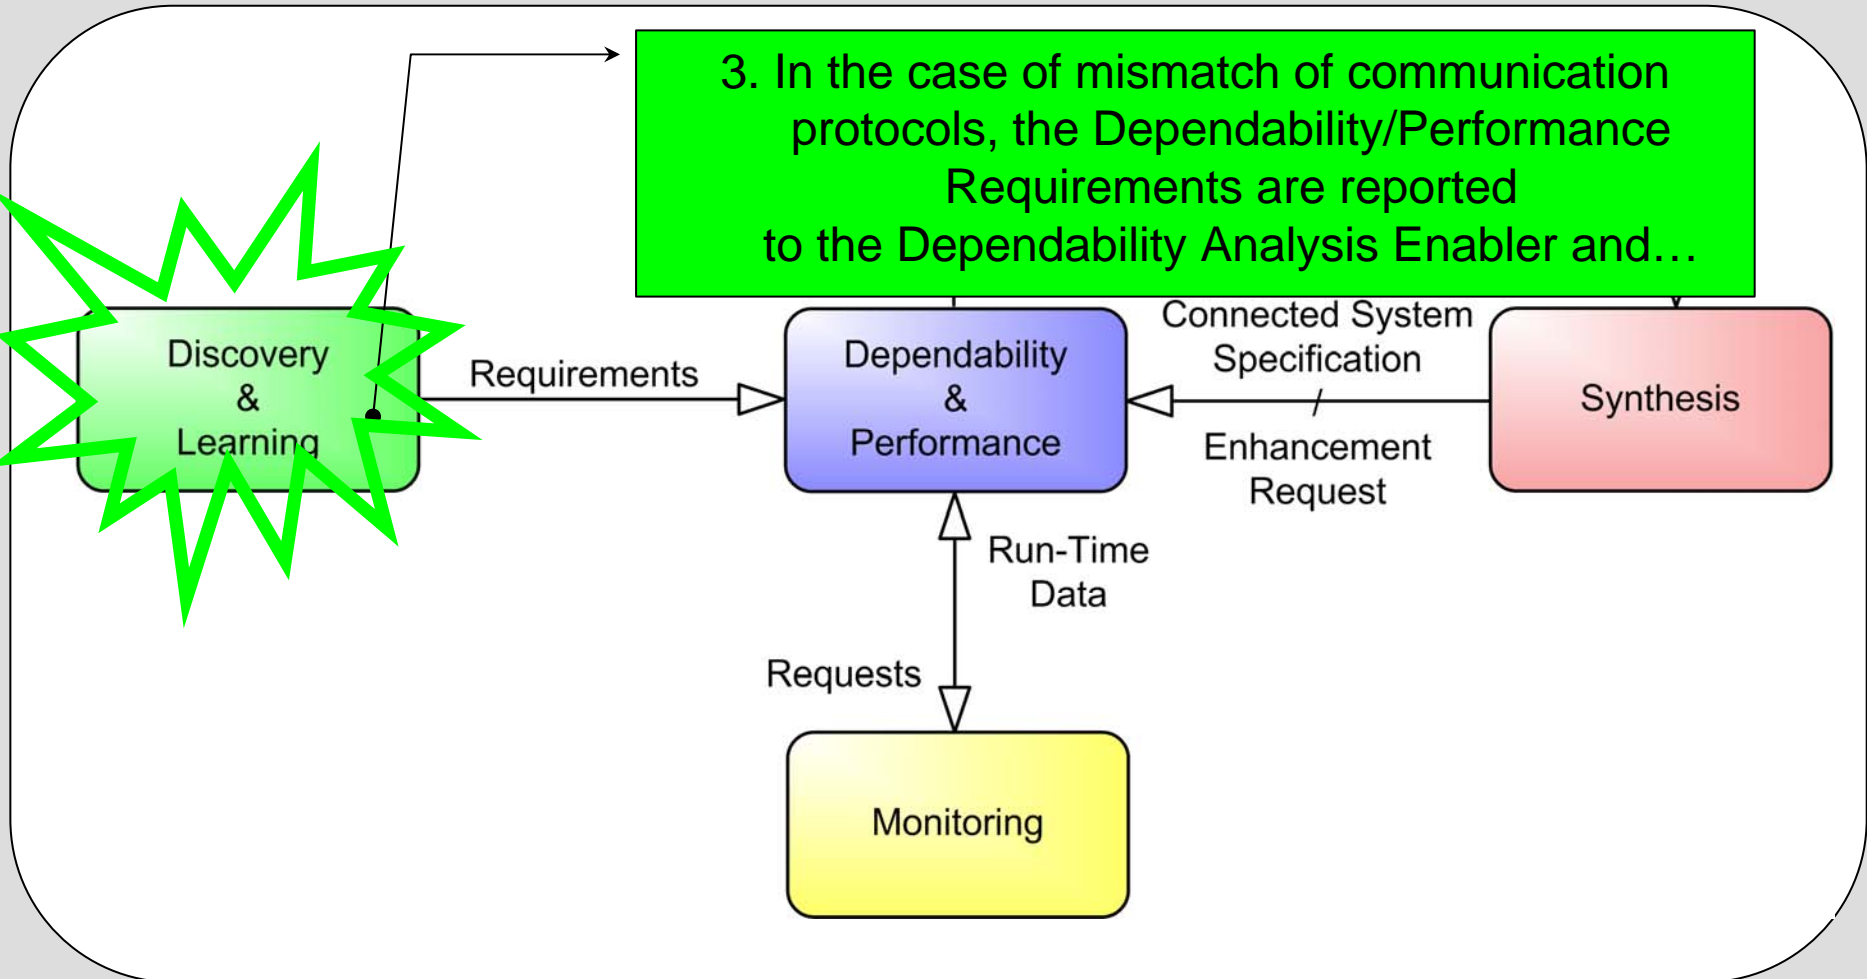 3. In the case of mismatch of communication
protocols, the Dependability/Performance
Requirements are reported
to the Dependability Analysis Enabler and…
Discovery
&
Learning
Requirements
Dependability
&
Performance
Connected System
Specification
/
Enhancement
Request
Synthesis
Run-Time
Data
Requests
Monitoring